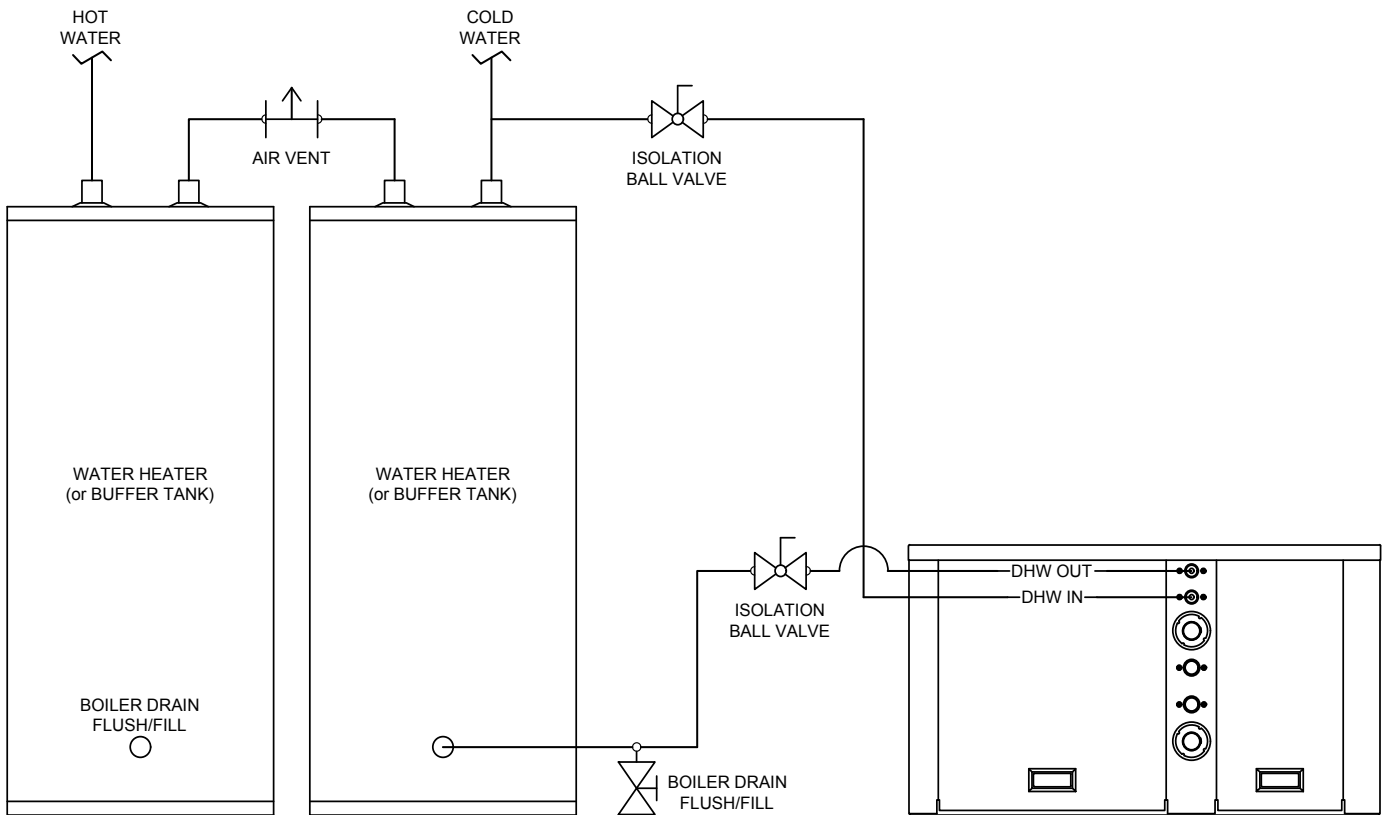 HOT
WATER
COLD
WATER
AIR VENT
ISOLATION
BALL VALVE
WATER HEATER
(or BUFFER TANK)
WATER HEATER
(or BUFFER TANK)
DHW OUT
DHW IN
ISOLATION
BALL VALVE
BOILER DRAIN
FLUSH/FILL
BOILER DRAIN
FLUSH/FILL